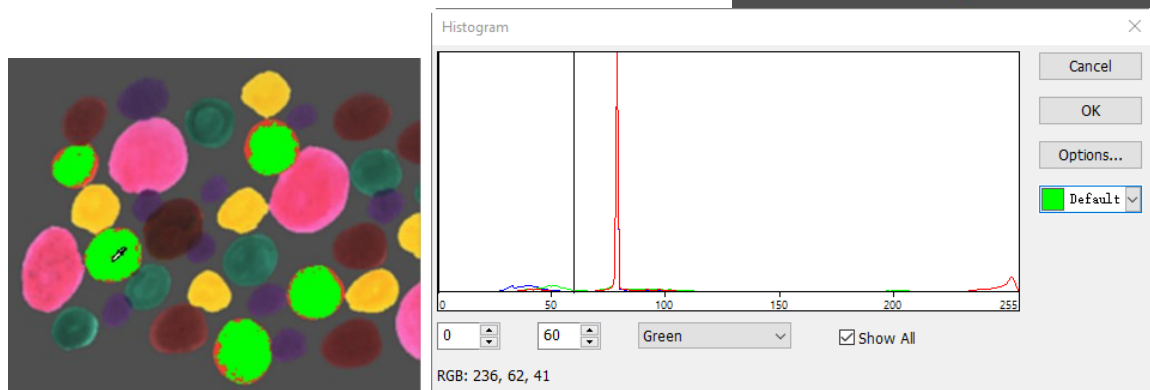 Histogram
Cancel
OK
Options...
Default
0 50 100 150 200 255
0 60 Green Show All
RGB: 236, 62, 41